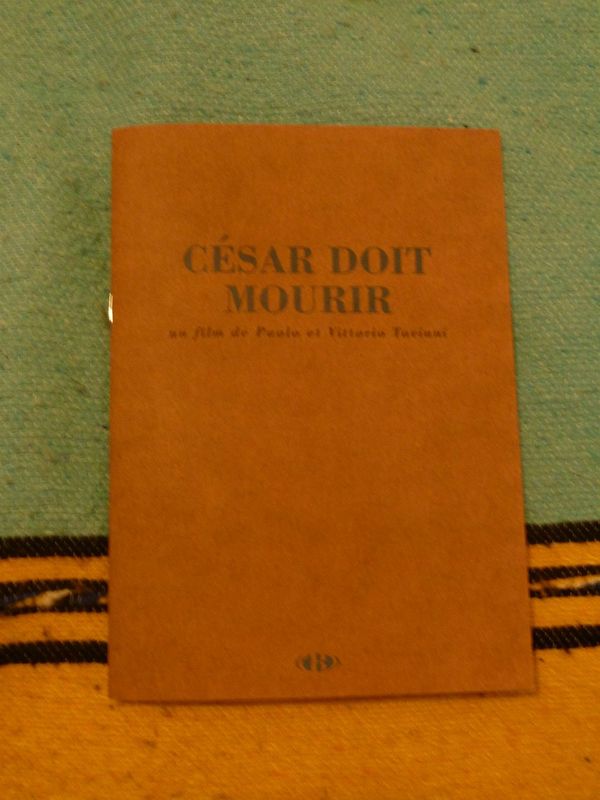 CÉSAR DOIT
MOURIR
un film de Paolo et Vittorio Taviani